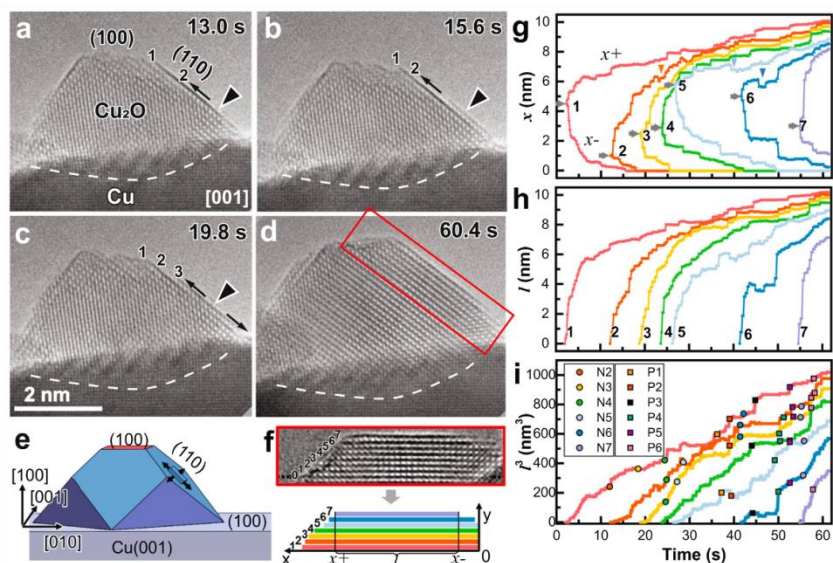 a
13.0 s
(100)
1
2
(110)
Cu₂O
Cu
[001]
b
15.6 s
1
2
c
19.8 s
1
2
3
2 nm
d
60.4 s
e
(100)
(110)
[100]
[001]
[010]
(100)
Cu(001)
f
0 1 2 3 4 5 6 7
1 2 3 4 5 6 7
y
x
x+
l
x-
0
g
x (nm)
10
8
6
4
2
0
x+
x-
1
2
3
4
5
6
7
h
l (nm)
10
8
6
4
2
0
1
2
3
4
5
6
7
i
l³ (nm³)
1000
800
600
400
200
0
N2 P1
N3 P2
N4 P3
N5 P4
N6 P5
N7 P6
0 10 20 30 40 50 60
Time (s)